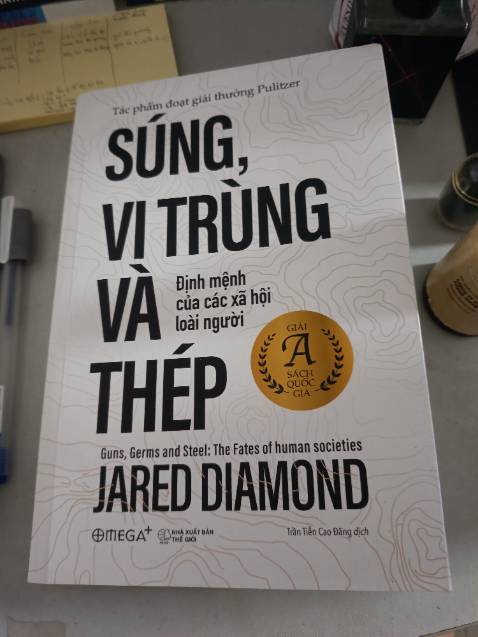 Tác phẩm đoạt giải thưởng Pulitzer
SÚNG,
VI TRÙNG
VÀ
THÉP
Định mệnh
của các xã hội
loài người
GIẢI
A
SÁCH QUỐC
GIA
Guns, Germs and Steel: The Fates of human societies
JARED DIAMOND
OMEGA+
NHÀ XUẤT BẢN
THẾ GIỚI
Trần Tiễn Cao Đăng dịch